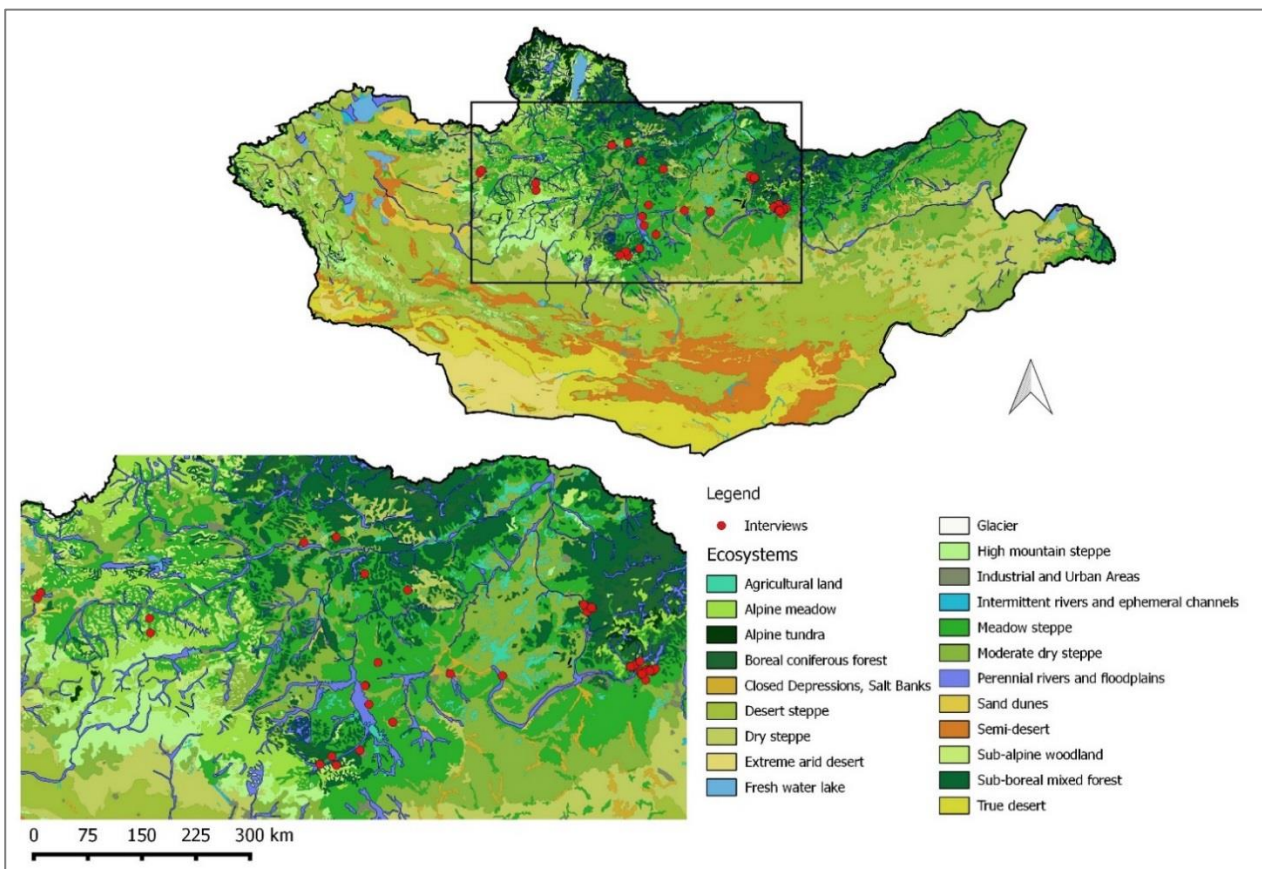 Legend
Interviews
Ecosystems
Agricultural land
Alpine meadow
Alpine tundra
Boreal coniferous forest
Closed Depressions, Salt Banks
Desert steppe
Dry steppe
Extreme arid desert
Fresh water lake
Glacier
High mountain steppe
Industrial and Urban Areas
Intermittent rivers and ephemeral channels
Meadow steppe
Moderate dry steppe
Perennial rivers and floodplains
Sand dunes
Semi-desert
Sub-alpine woodland
Sub-boreal mixed forest
True desert
0 75 150 225 300 km